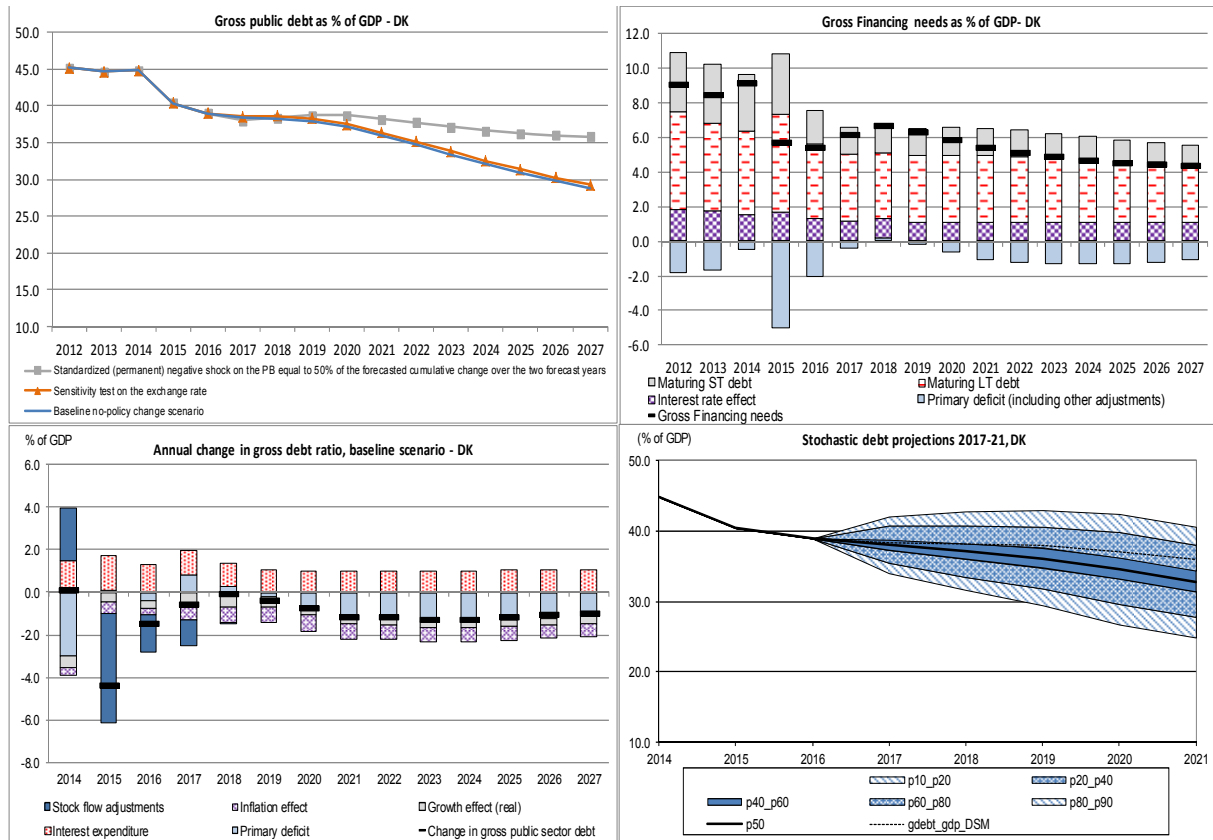 Gross public debt as % of GDP - DK
50.0
45.0
40.0
35.0
30.0
25.0
20.0
15.0
10.0
2012 2013 2014 2015 2016 2017 2018 2019 2020 2021 2022 2023 2024 2025 2026 2027
Standardized (permanent) negative shock on the PB equal to 50% of the forecasted cumulative change over the two forecast years
Sensitivity test on the exchange rate
Baseline no-policy change scenario
Gross Financing needs as % of GDP- DK
12.0
10.0
8.0
6.0
4.0
2.0
0.0
-2.0
-4.0
-6.0
2012 2013 2014 2015 2016 2017 2018 2019 2020 2021 2022 2023 2024 2025 2026 2027
Maturing ST debt Maturing LT debt
Interest rate effect Primary deficit (including other adjustments)
Gross Financing needs
% of GDP
Annual change in gross debt ratio, baseline scenario - DK
6.0
4.0
2.0
0.0
-2.0
-4.0
-6.0
-8.0
2014 2015 2016 2017 2018 2019 2020 2021 2022 2023 2024 2025 2026 2027
Stock flow adjustments Inflation effect Growth effect (real)
Interest expenditure Primary deficit Change in gross public sector debt
(% of GDP)
Stochastic debt projections 2017-21, DK
50.0
40.0
30.0
20.0
10.0
2014 2015 2016 2017 2018 2019 2020 2021
p10_p20 p20_p40
p40_p60 p60_p80 p80_p90
p50 gdebt_gdp_DSM